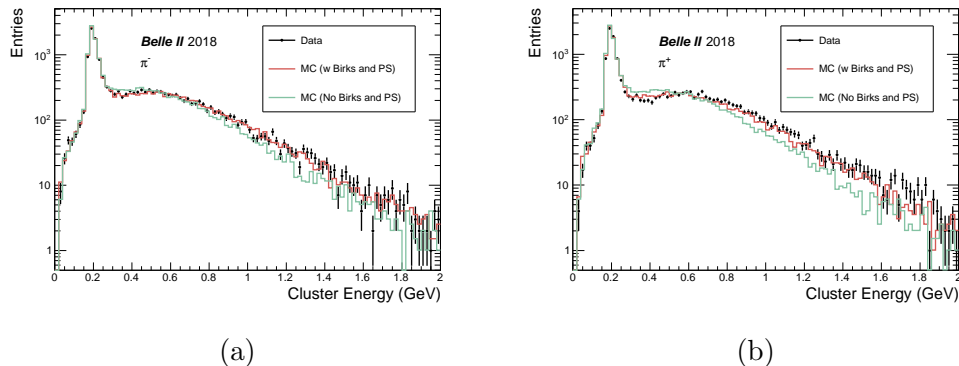 Entries
10³
10²
10
1
Belle II 2018
π⁻
Data
MC (w Birks and PS)
MC (No Birks and PS)
0 0.2 0.4 0.6 0.8 1 1.2 1.4 1.6 1.8 2
Cluster Energy (GeV)
(a)
Entries
10³
10²
10
1
Belle II 2018
π⁺
Data
MC (w Birks and PS)
MC (No Birks and PS)
0 0.2 0.4 0.6 0.8 1 1.2 1.4 1.6 1.8 2
Cluster Energy (GeV)
(b)